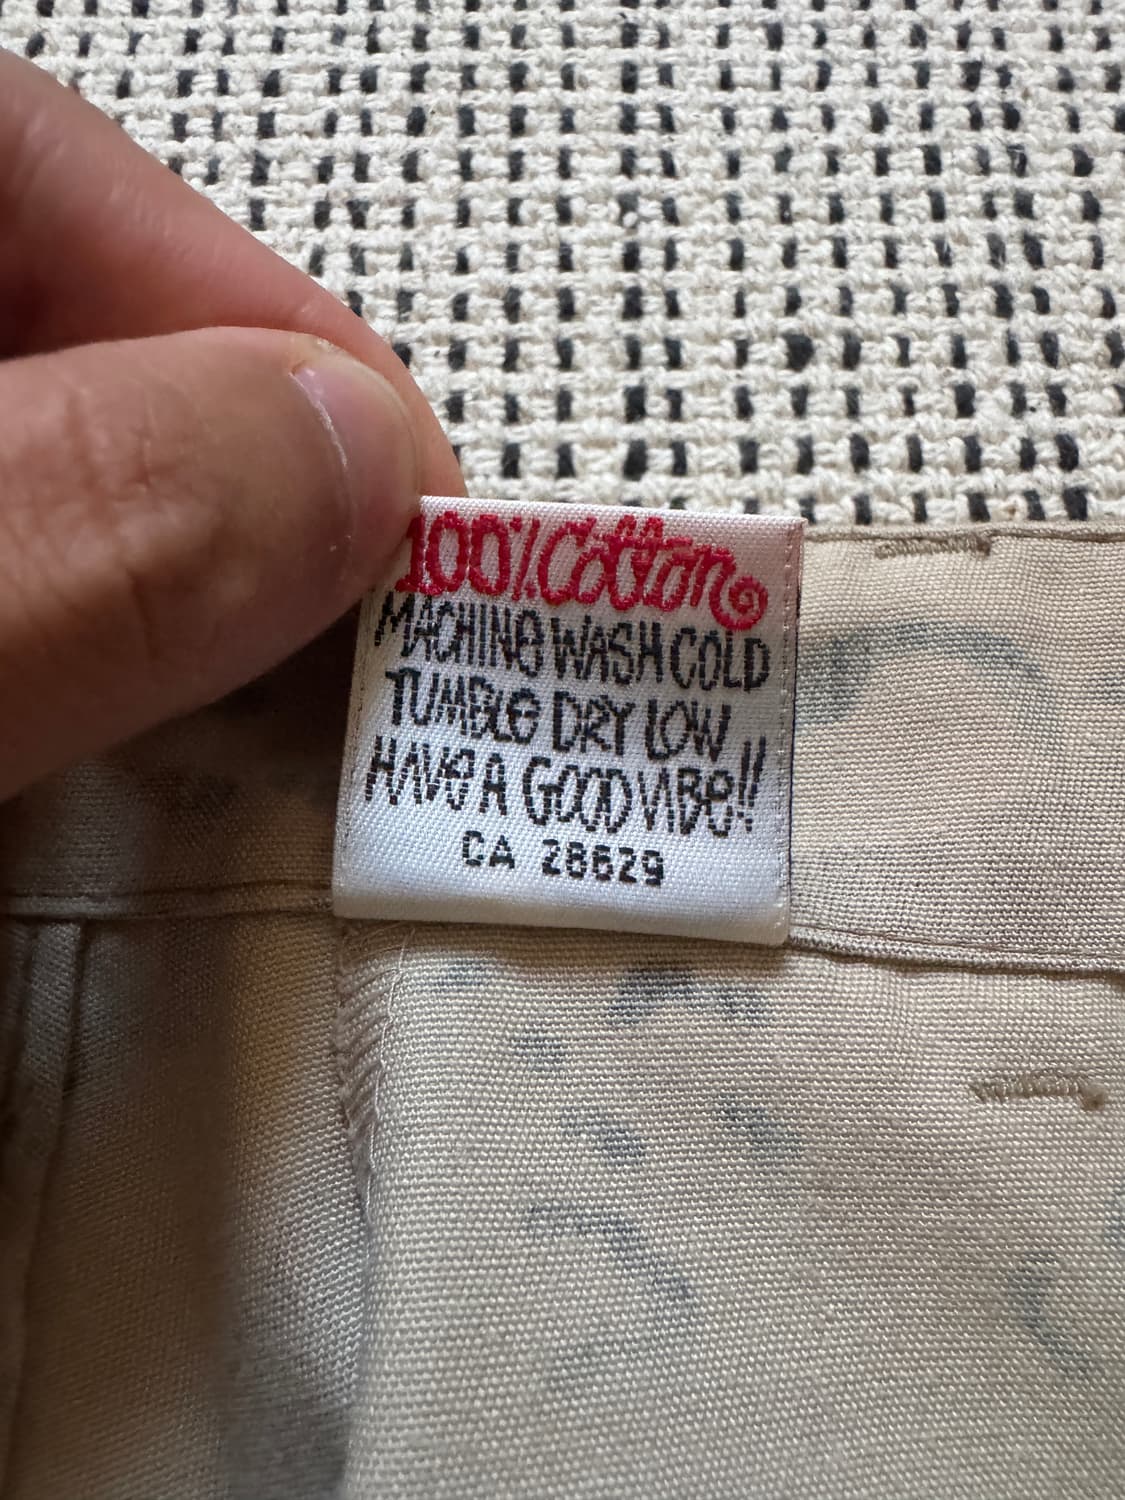 100% Cotton
MACHINE WASH COLD
TUMBLE DRY LOW
HAVE A GOOD VIBE!!
CA 28629